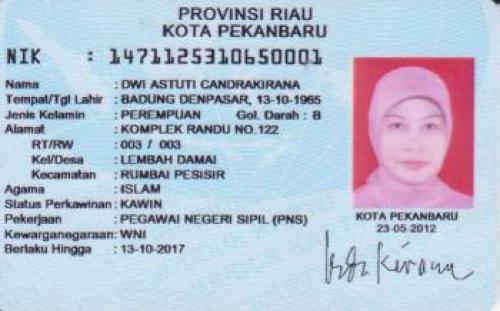 PROVINSI RIAU
KOTA PEKANBARU
NIK : 1471125310650001
Nama : DWI ASTUTI CANDRAKIRANA
Tempat/Tgl Lahir : BADUNG DENPASAR, 13-10-1965
Jenis Kelamin : PEREMPUAN Gol. Darah : B
Alamat : KOMPLEK RANDU NO.122
RT/RW : 003 / 003
Kel/Desa : LEMBAH DAMAI
Kecamatan : RUMBAI PESISIR
Agama : ISLAM
Status Perkawinan : KAWIN
Pekerjaan : PEGAWAI NEGERI SIPIL (PNS)
Kewarganegaraan: WNI
Berlaku Hingga : 13-10-2017
KOTA PEKANBARU
23-05-2012